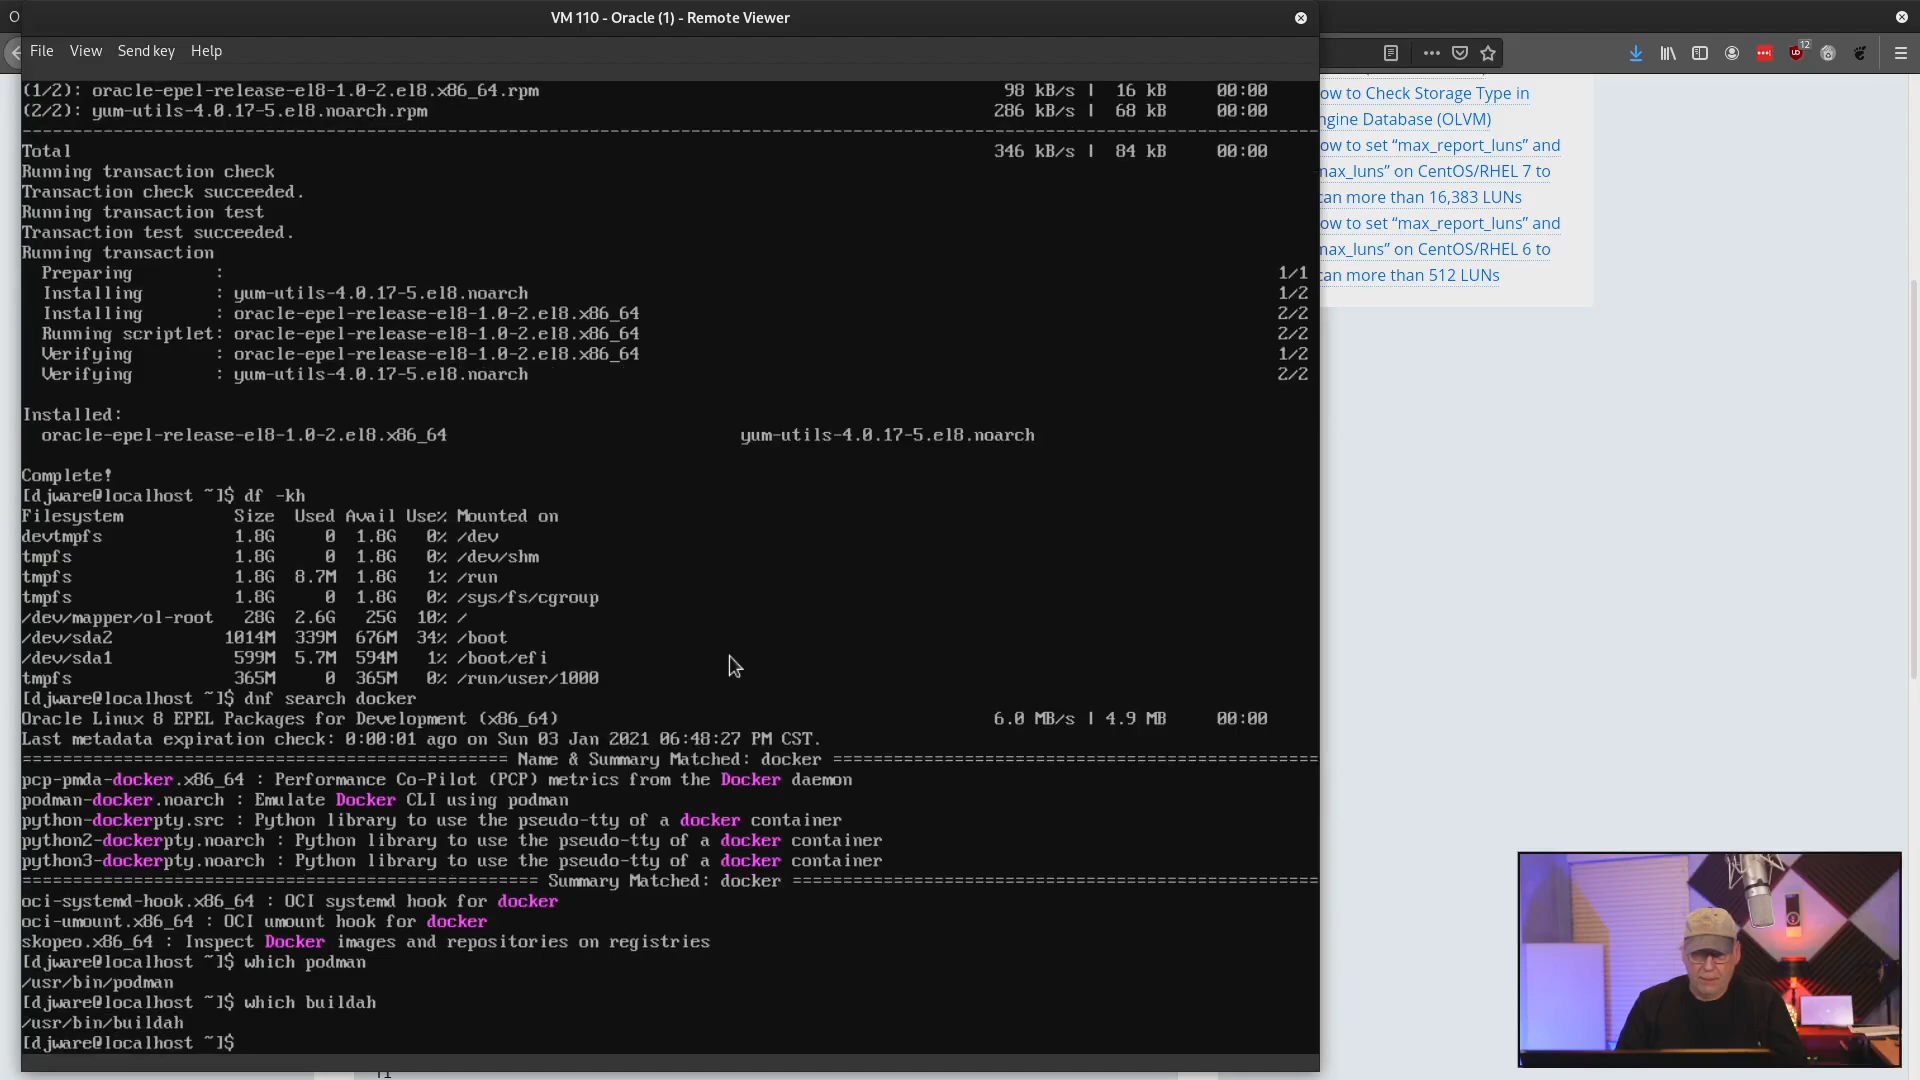 VM 110 - Oracle (1) - Remote Viewer
File View Send key Help
12
(1/2): oracle-epel-release-el8-1.0-2.el8.x86_64.rpm 98 kB/s | 16 kB 00:00
(2/2): yum-utils-4.0.17-5.el8.noarch.rpm 286 kB/s | 68 kB 00:00
--------------------------------------------------------------------------------------------------------------------------------
Total 346 kB/s | 84 kB 00:00
Running transaction check
Transaction check succeeded.
Running transaction test
Transaction test succeeded.
Running transaction
Preparing : 1/1
Installing : yum-utils-4.0.17-5.el8.noarch 1/2
Installing : oracle-epel-release-el8-1.0-2.el8.x86_64 2/2
Running scriptlet: oracle-epel-release-el8-1.0-2.el8.x86_64 2/2
Verifying : oracle-epel-release-el8-1.0-2.el8.x86_64 1/2
Verifying : yum-utils-4.0.17-5.el8.noarch 2/2
Installed:
oracle-epel-release-el8-1.0-2.el8.x86_64 yum-utils-4.0.17-5.el8.noarch
Complete!
[djware@localhost ~]$ df -kh
Filesystem Size Used Avail Use% Mounted on
devtmpfs 1.8G 0 1.8G 0% /dev
tmpfs 1.8G 0 1.8G 0% /dev/shm
tmpfs 1.8G 8.7M 1.8G 1% /run
tmpfs 1.8G 0 1.8G 0% /sys/fs/cgroup
/dev/mapper/ol-root 28G 2.6G 25G 10% /
/dev/sda2 1014M 339M 676M 34% /boot
/dev/sda1 599M 5.7M 594M 1% /boot/efi
tmpfs 365M 0 365M 0% /run/user/1000
[djware@localhost ~]$ dnf search docker
Oracle Linux 8 EPEL Packages for Development (x86_64) 6.0 MB/s | 4.9 MB 00:00
Last metadata expiration check: 0:00:01 ago on Sun 03 Jan 2021 06:48:27 PM CST.
================================================ Name & Summary Matched: docker ================================================
pcp-pmda-docker.x86_64 : Performance Co-Pilot (PCP) metrics from the Docker daemon
podman-docker.noarch : Emulate Docker CLI using podman
python-dockerpty.src : Python library to use the pseudo-tty of a docker container
python2-dockerpty.noarch : Python library to use the pseudo-tty of a docker container
python3-dockerpty.noarch : Python library to use the pseudo-tty of a docker container
=================================================== Summary Matched: docker ====================================================
oci-systemd-hook.x86_64 : OCI systemd hook for docker
oci-umount.x86_64 : OCI umount hook for docker
skopeo.x86_64 : Inspect Docker images and repositories on registries
[djware@localhost ~]$ which podman
/usr/bin/podman
[djware@localhost ~]$ which buildah
/usr/bin/buildah
[djware@localhost ~]$
ow to Check Storage Type in
ngine Database (OLVM)
ow to set “max_report_luns” and
max_luns” on CentOS/RHEL 7 to
can more than 16,383 LUNs
ow to set “max_report_luns” and
max_luns” on CentOS/RHEL 6 to
can more than 512 LUNs